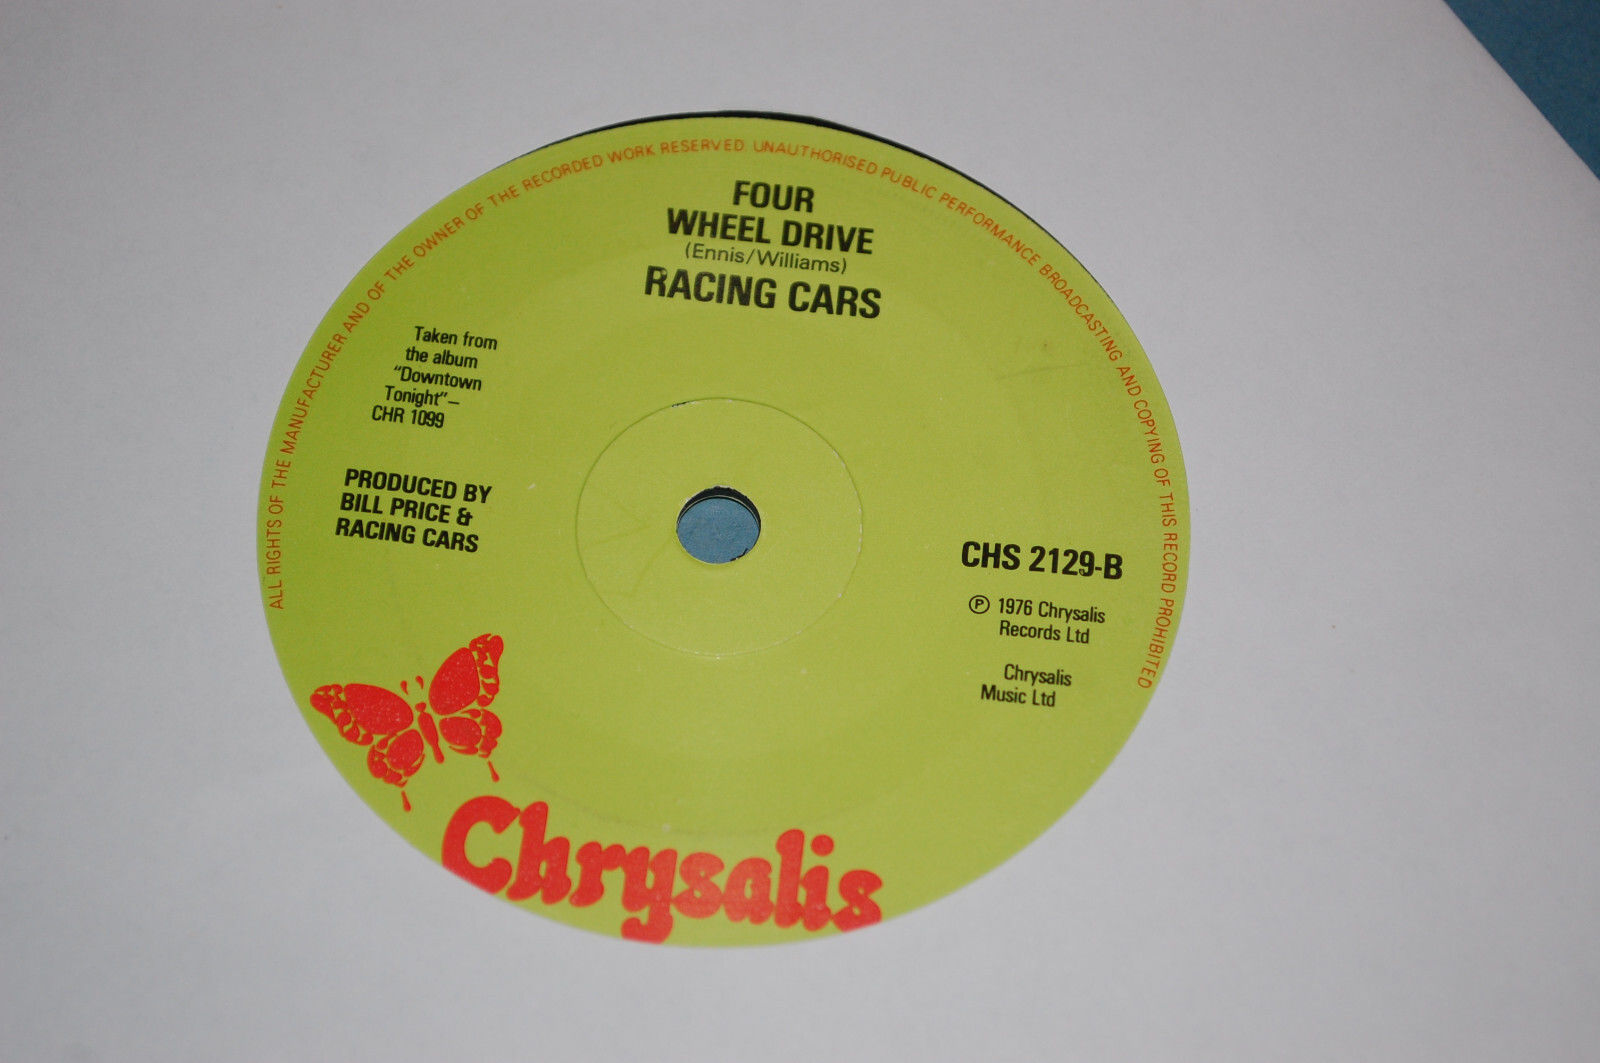 ALL RIGHTS OF THE MANUFACTURER AND OF THE OWNER OF THE RECORDED WORK RESERVED. UNAUTHORISED PUBLIC PERFORMANCE BROADCASTING AND COPYING OF THIS RECORD PROHIBITED
FOUR
WHEEL DRIVE
(Ennis/Williams)
RACING CARS
Taken from
the album
"Downtown
Tonight"–
CHR 1099
PRODUCED BY
BILL PRICE &
RACING CARS
CHS 2129-B
℗ 1976 Chrysalis
Records Ltd
Chrysalis
Music Ltd
Chrysalis